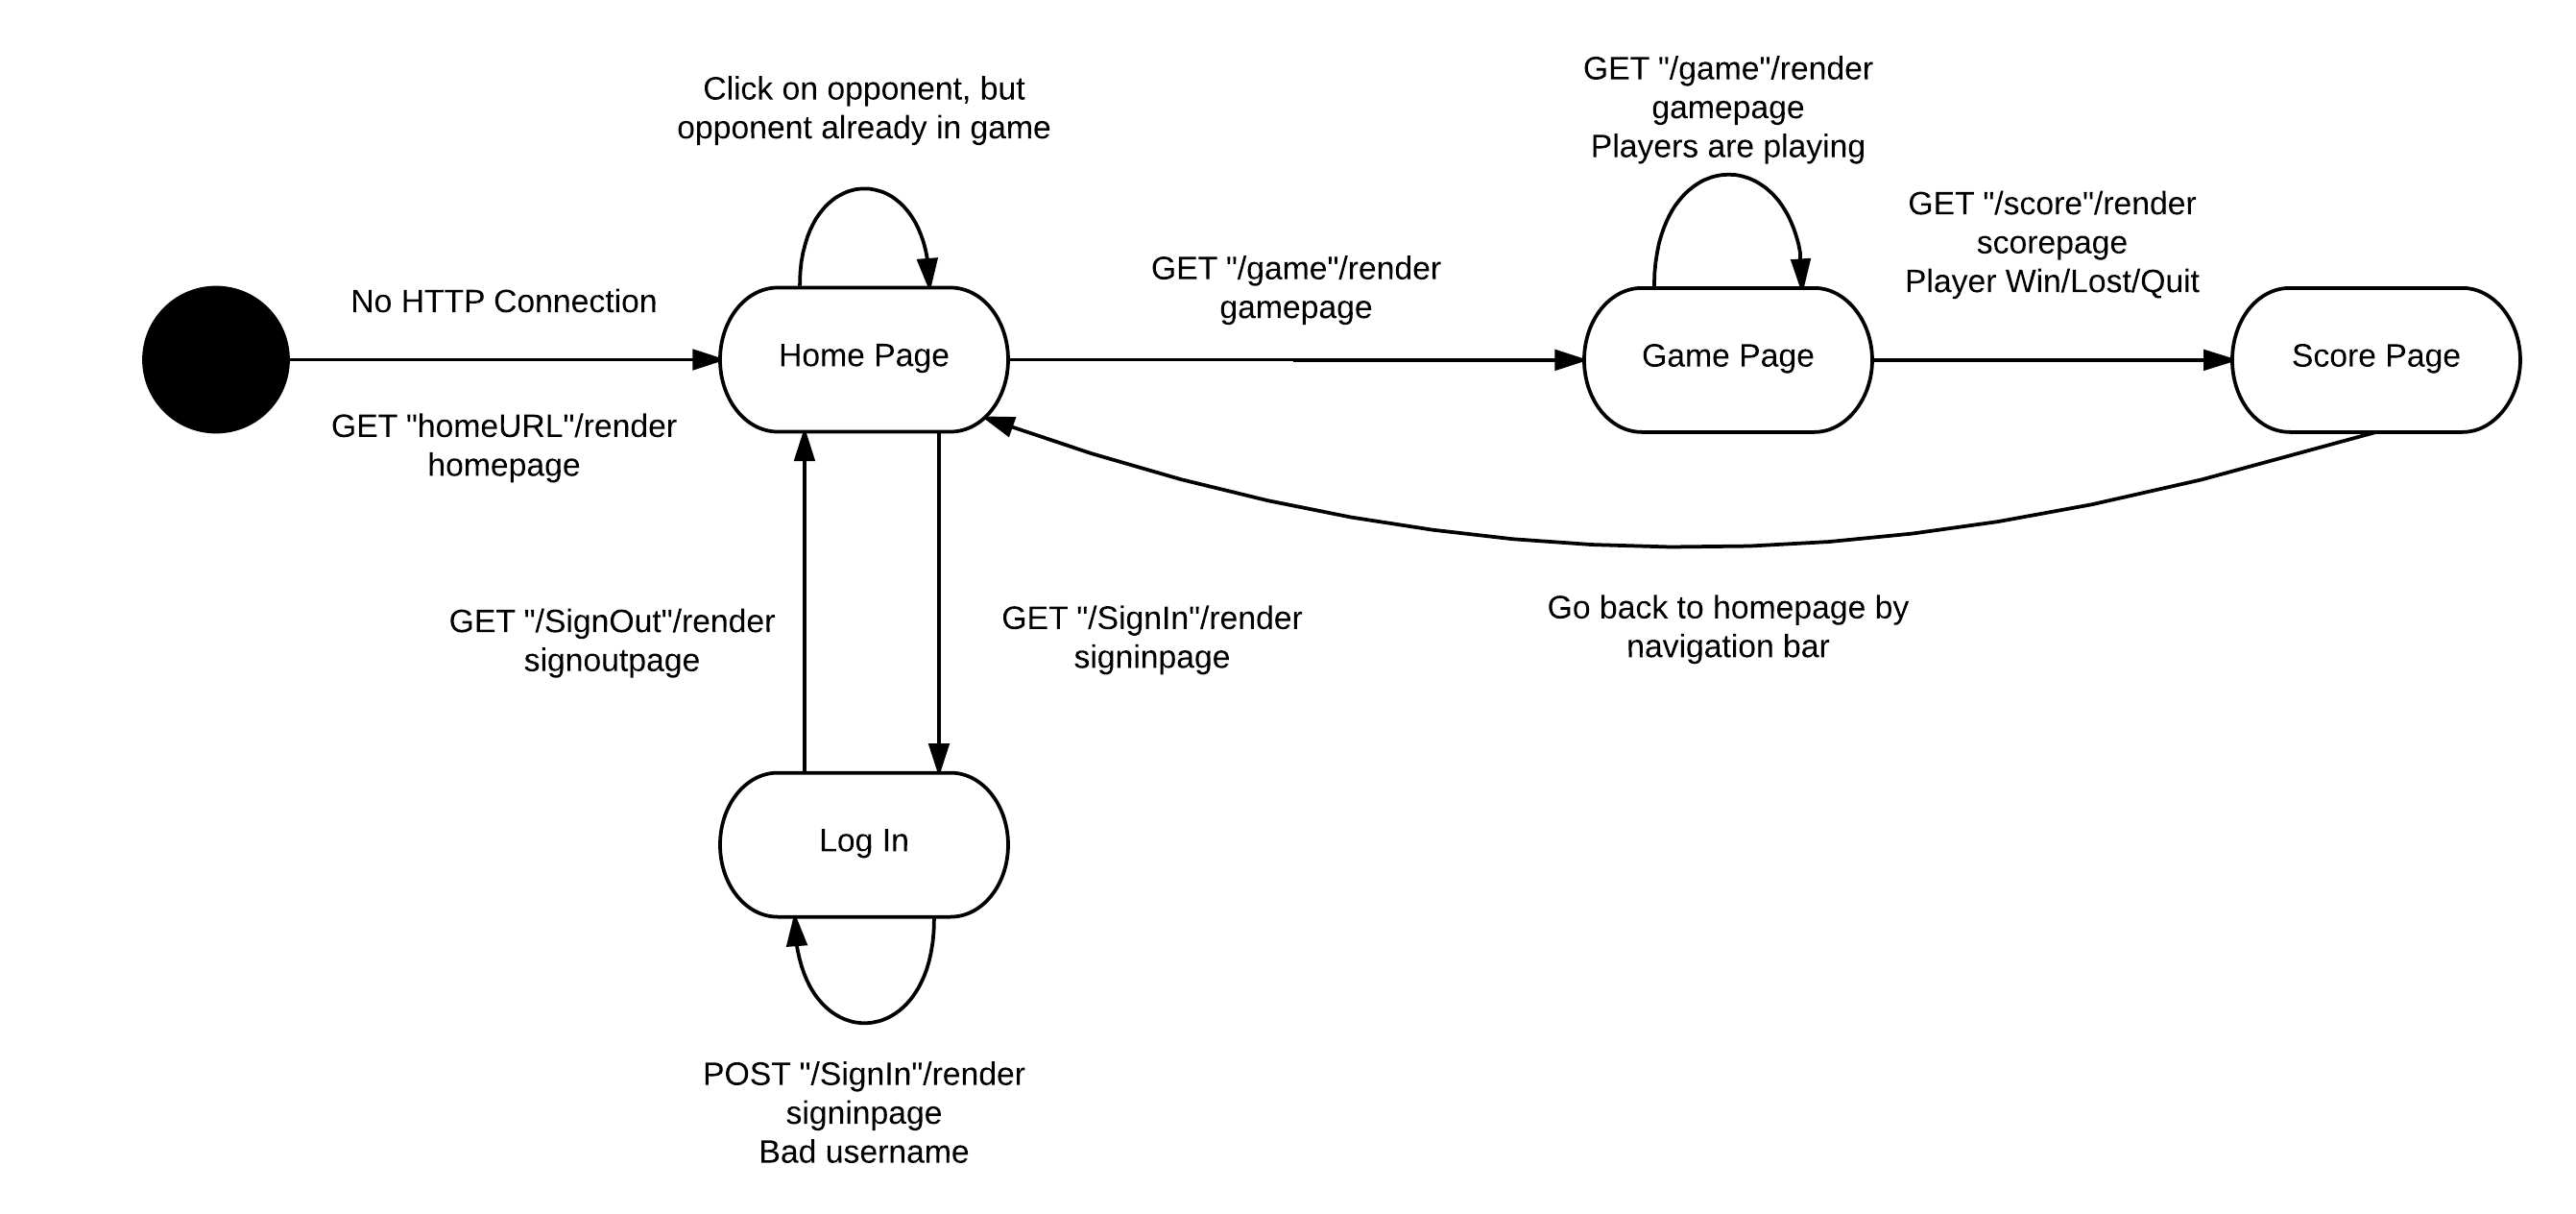 Click on opponent, but
opponent already in game
GET "/game"/render
gamepage
Players are playing
GET "/score"/render
scorepage
Player Win/Lost/Quit
No HTTP Connection
GET "/game"/render
gamepage
Home Page
Game Page
Score Page
GET "homeURL"/render
homepage
GET "/SignOut"/render
signoutpage
GET "/SignIn"/render
signinpage
Go back to homepage by
navigation bar
Log In
POST "/SignIn"/render
signinpage
Bad username